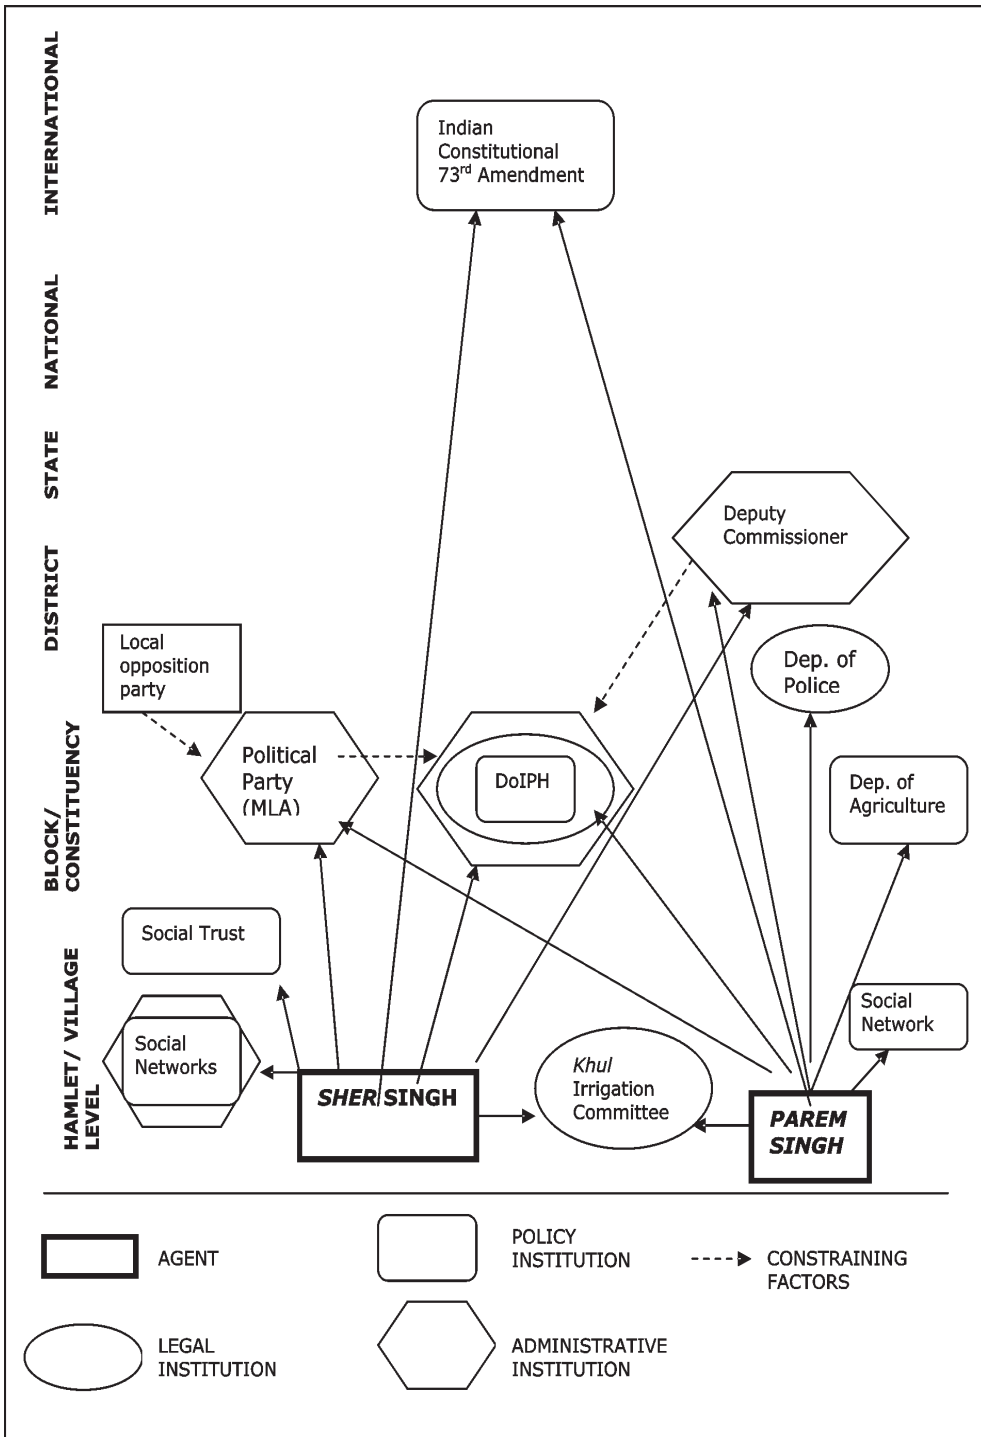 INTERNATIONAL
Indian
Constitutional
73rd Amendment
NATIONAL
STATE
Deputy
Commissioner
DISTRICT
Local
opposition
party
Dep. of
Police
BLOCK/
CONSTITUENCY
Political
Party
(MLA)
DoIPH
Dep. of
Agriculture
Social Trust
HAMLET/ VILLAGE
LEVEL
Social
Networks
SHER SINGH
Khul
Irrigation
Committee
Social
Network
PAREM
SINGH
AGENT
POLICY
INSTITUTION
CONSTRAINING
FACTORS
LEGAL
INSTITUTION
ADMINISTRATIVE
INSTITUTION